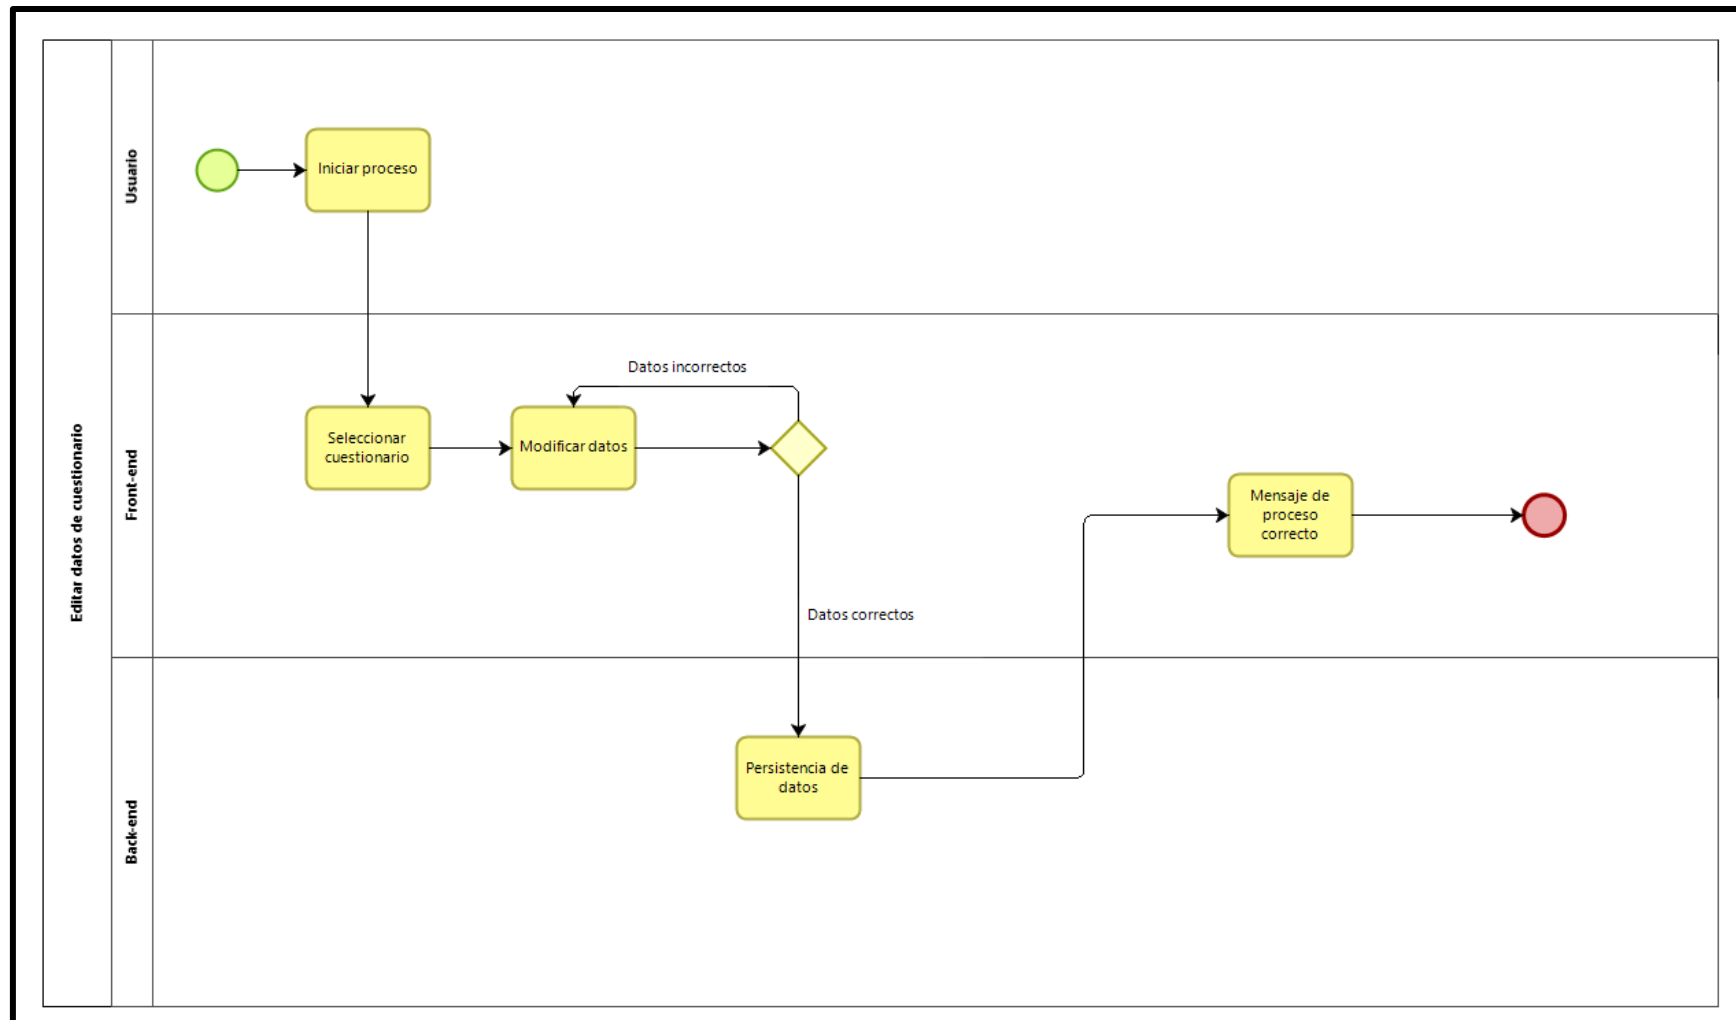 Editar datos de cuestionario
Usuario
Iniciar proceso
Front-end
Datos incorrectos
Seleccionar
cuestionario
Modificar datos
Mensaje de
proceso
correcto
Datos correctos
Back-end
Persistencia de
datos